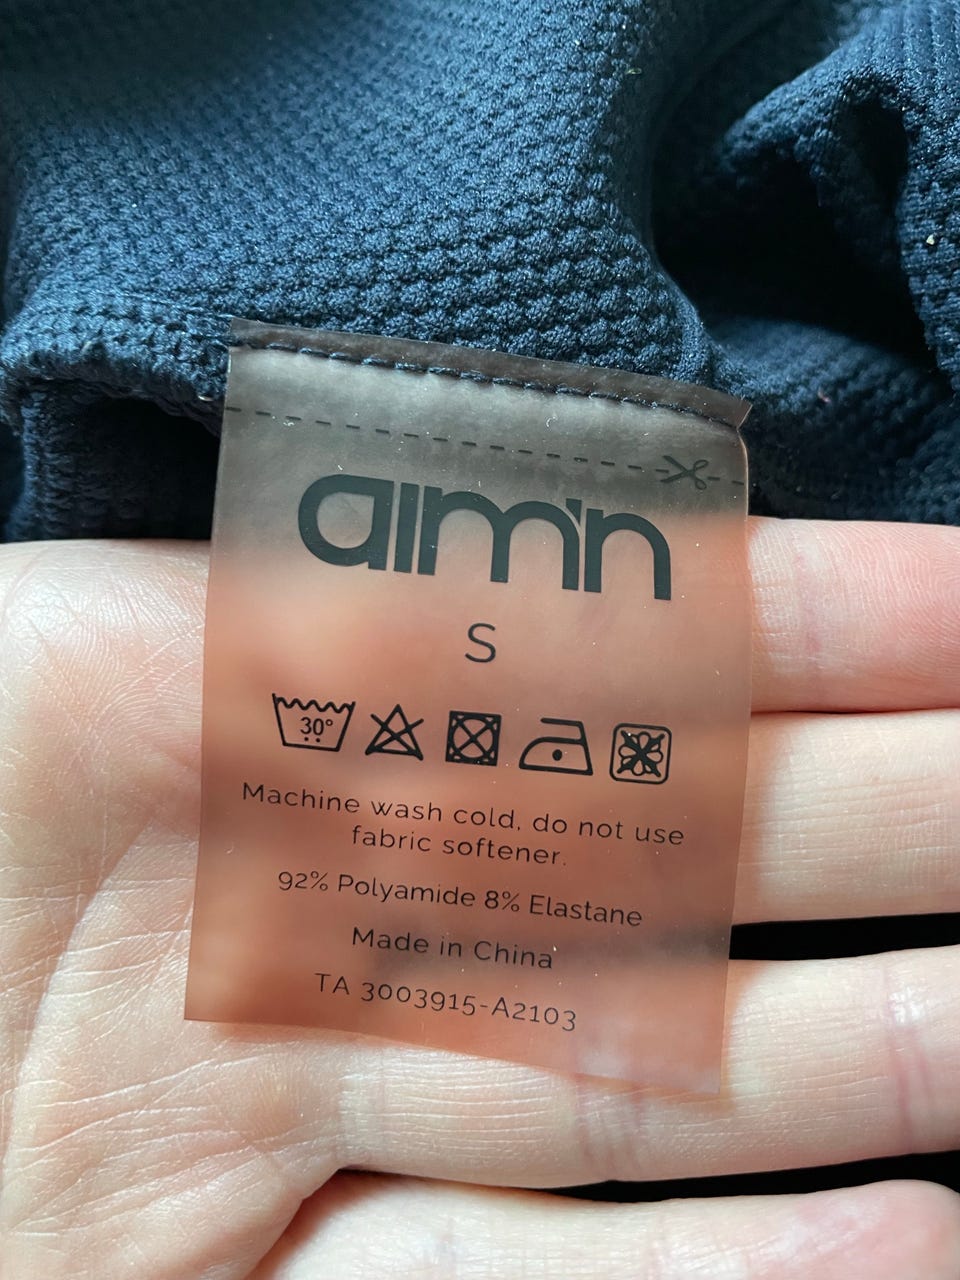 aim'n
S
30°
Machine wash cold, do not use
fabric softener.
92% Polyamide 8% Elastane
Made in China
TA 3003915-A2103